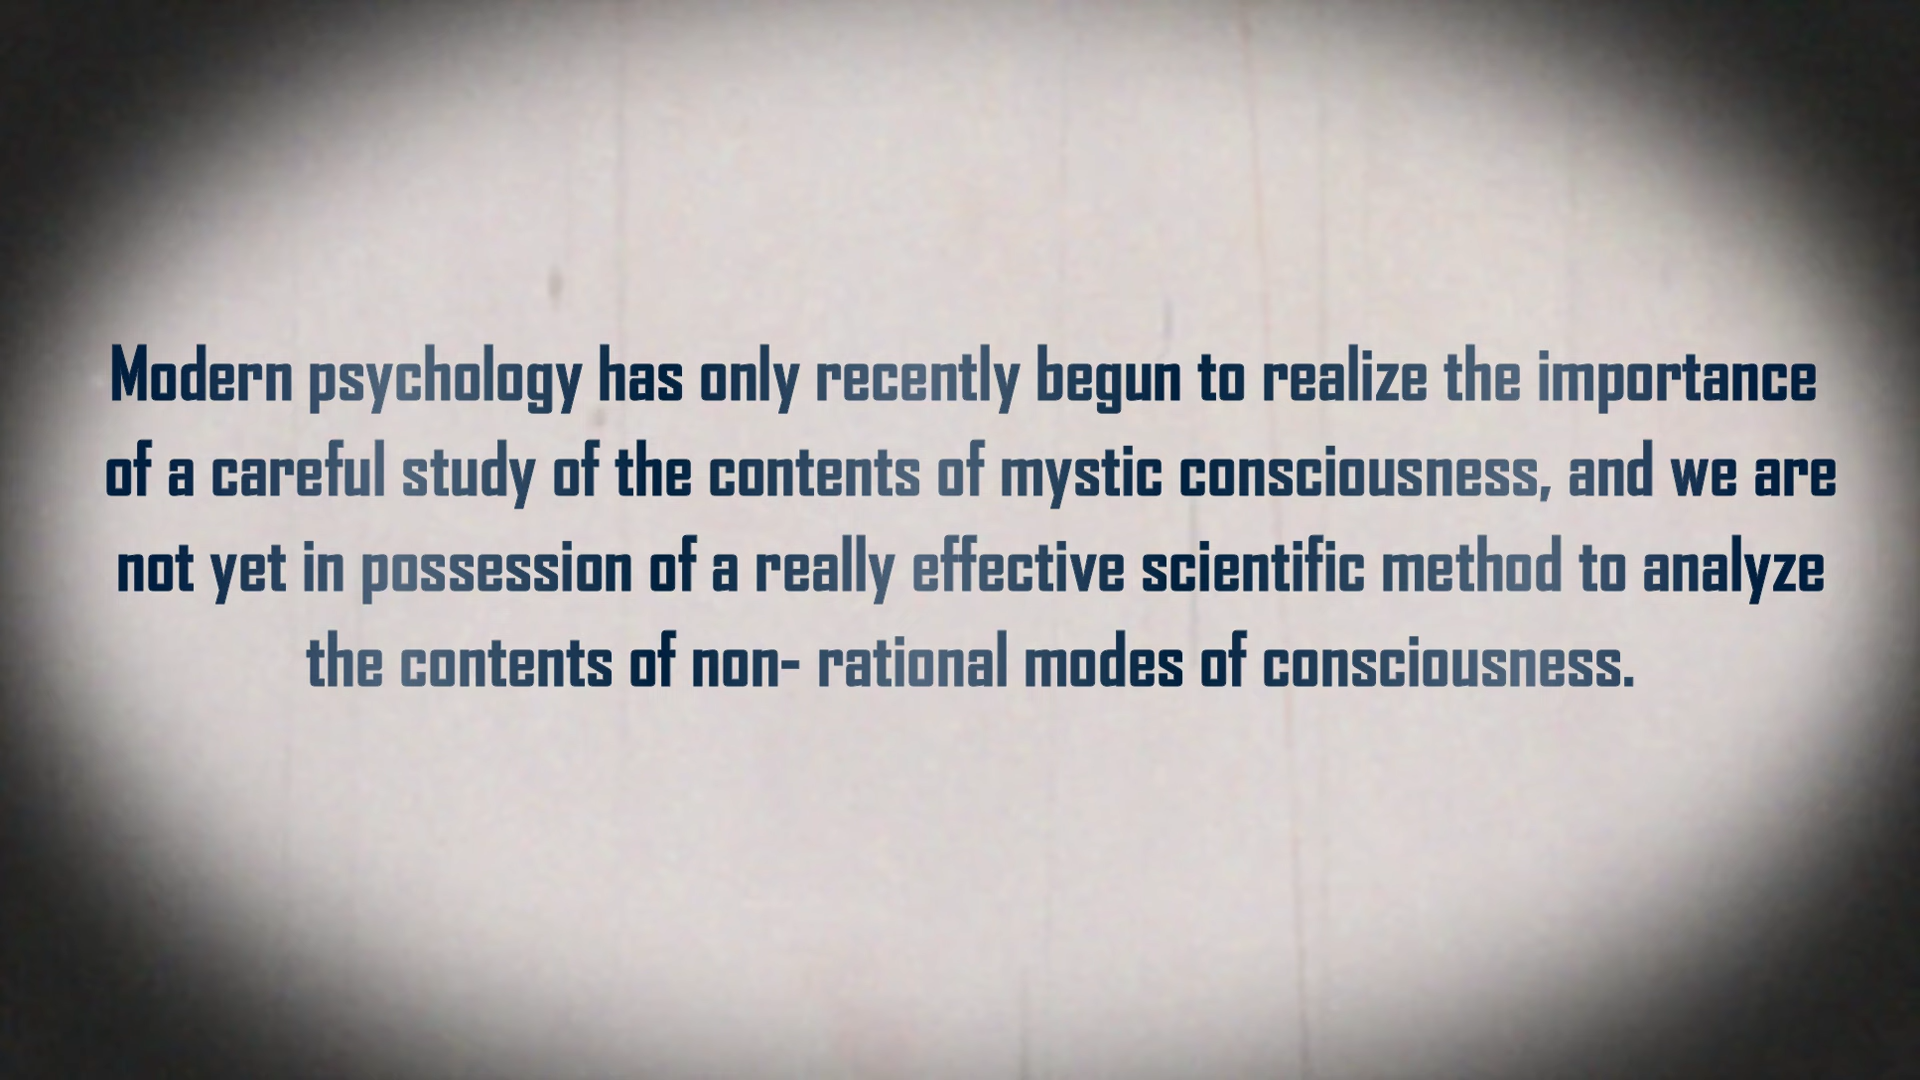 Modern psychology has only recently begun to realize the importance
of a careful study of the contents of mystic consciousness, and we are
not yet in possession of a really effective scientific method to analyze
the contents of non- rational modes of consciousness.